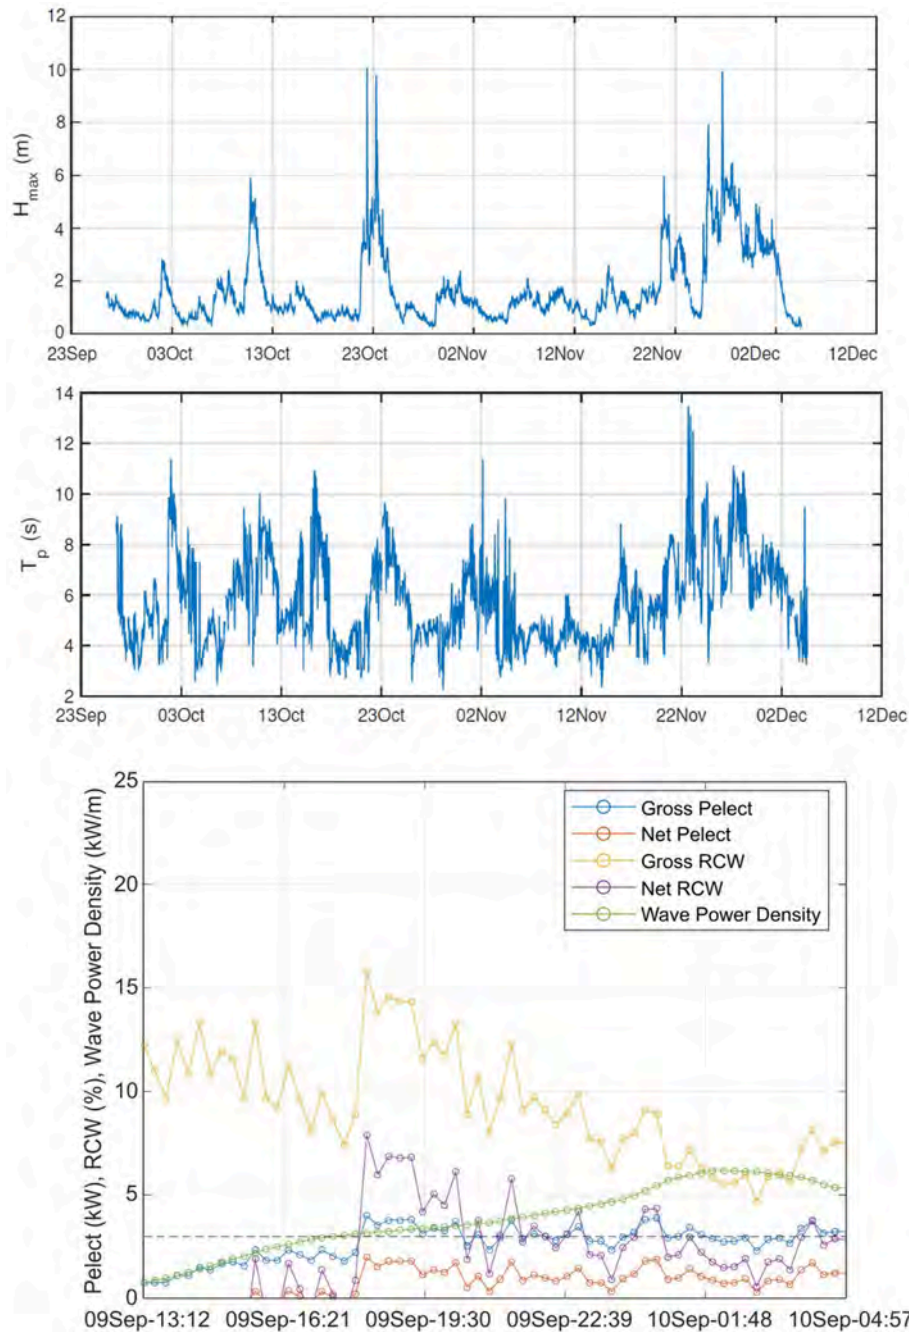 12
10
8
6
4
2
0
H_max (m)
23Sep 03Oct 13Oct 23Oct 02Nov 12Nov 22Nov 02Dec 12Dec
14
12
10
8
6
4
2
T_p (s)
23Sep 03Oct 13Oct 23Oct 02Nov 12Nov 22Nov 02Dec 12Dec
25
20
15
10
5
0
Pelect (kW), RCW (%), Wave Power Density (kW/m)
Gross Pelect
Net Pelect
Gross RCW
Net RCW
Wave Power Density
09Sep-13:12 09Sep-16:21 09Sep-19:30 09Sep-22:39 10Sep-01:48 10Sep-04:57